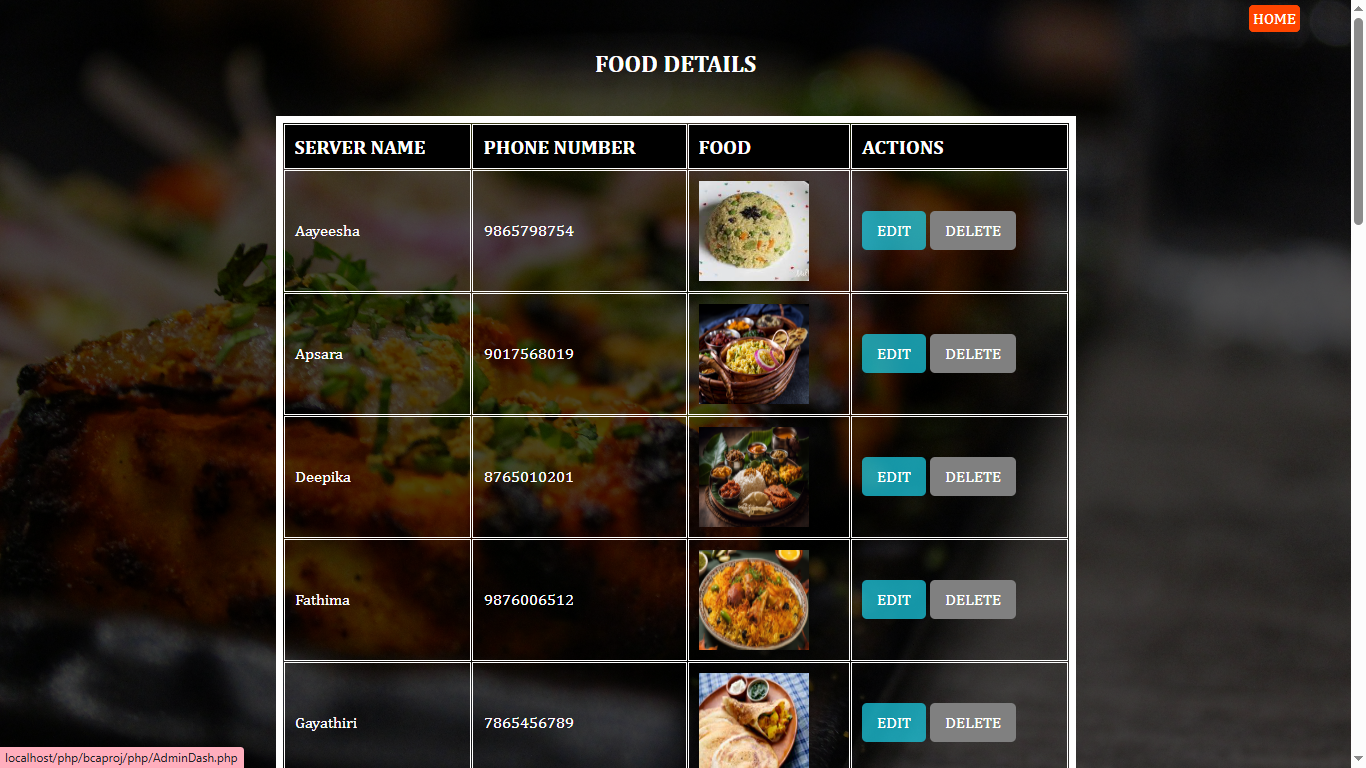 HOME
FOOD DETAILS
SERVER NAME PHONE NUMBER FOOD ACTIONS
Aayeesha 9865798754 EDIT DELETE
Apsara 9017568019 EDIT DELETE
Deepika 8765010201 EDIT DELETE
Fathima 9876006512 EDIT DELETE
Gayathiri 7865456789 EDIT DELETE
localhost/php/bcaproj/php/AdminDash.php